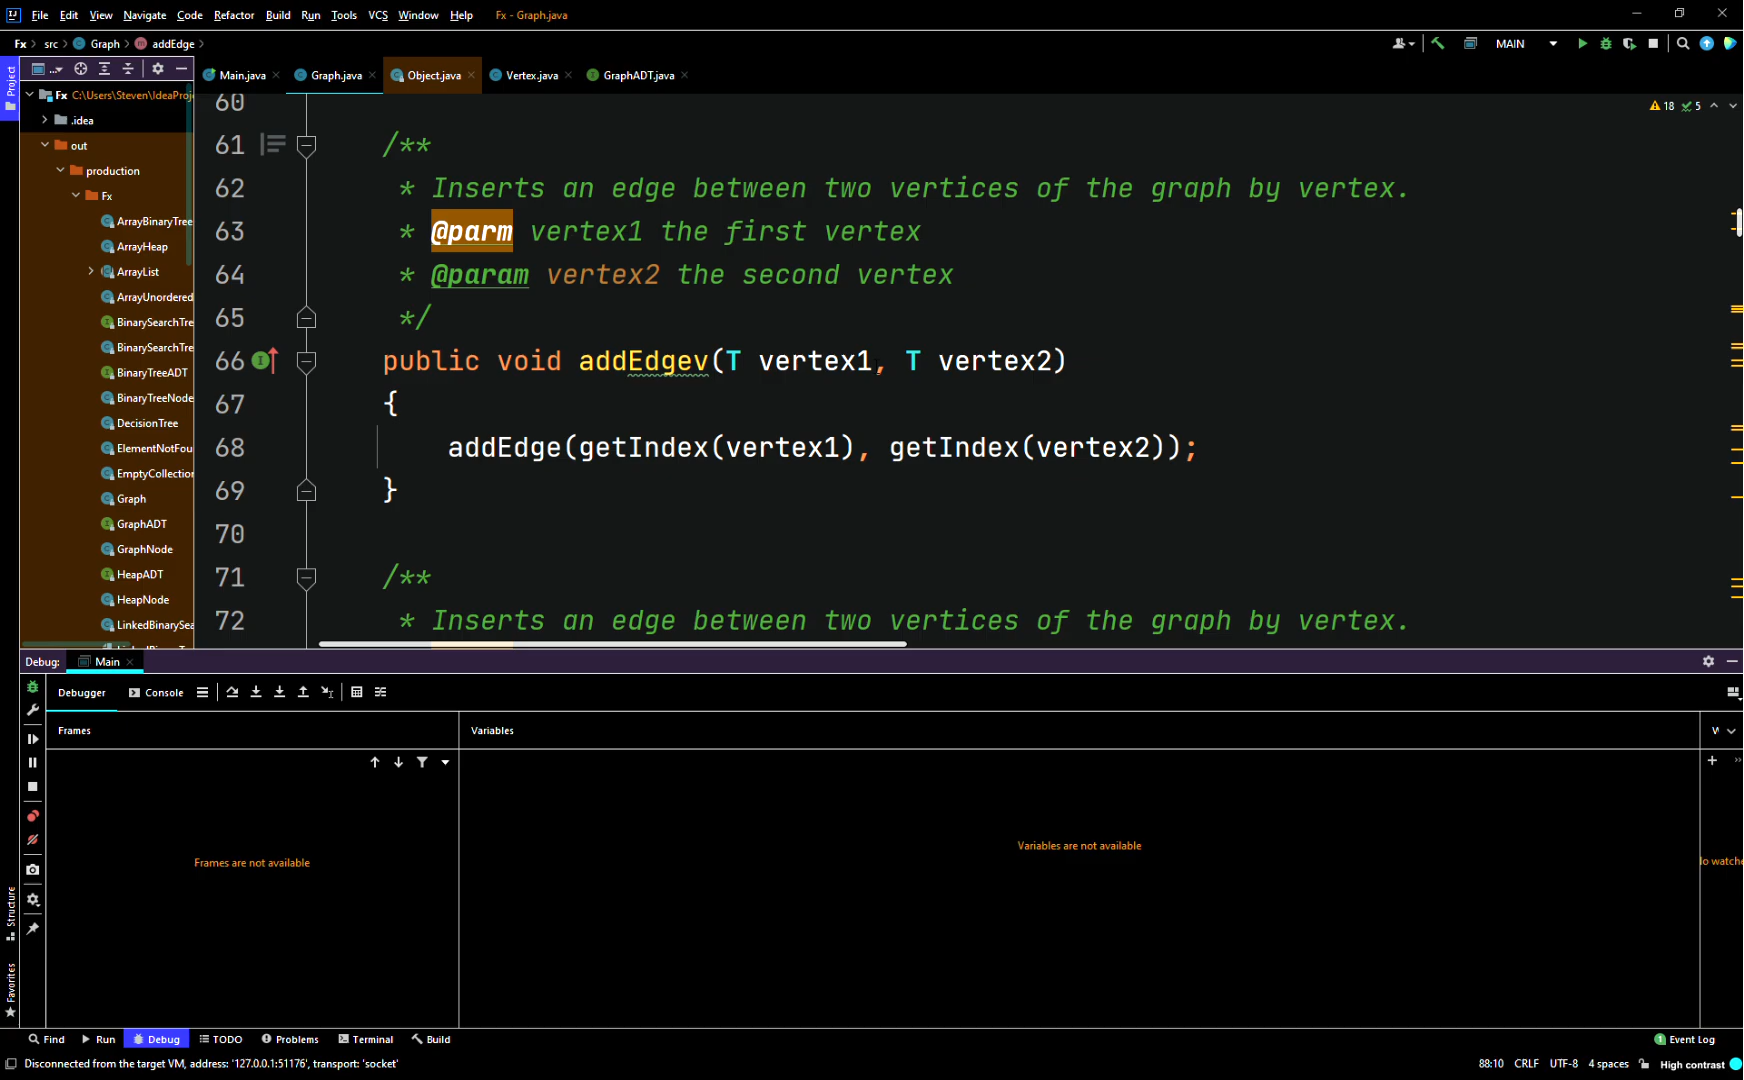 File Edit View Navigate Code Refactor Build Run Tools VCS Window Help Fx - Graph.java
Fx src Graph addEdge MAIN
Project
Fx C:\Users\Steven\IdeaProj
.idea
out
production
Fx
ArrayBinaryTree
ArrayHeap
ArrayList
ArrayUnordered
BinarySearchTre
BinarySearchTre
BinaryTreeADT
BinaryTreeNode
DecisionTree
ElementNotFou
EmptyCollection
Graph
GraphADT
GraphNode
HeapADT
HeapNode
LinkedBinarySea
Main.java Graph.java Object.java Vertex.java GraphADT.java
18 5
60
61 /**
62 * Inserts an edge between two vertices of the graph by vertex.
63 * @parm vertex1 the first vertex
64 * @param vertex2 the second vertex
65 */
66 public void addEdgev(T vertex1, T vertex2)
67 {
68 addEdge(getIndex(vertex1), getIndex(vertex2));
69 }
70
71 /**
72 * Inserts an edge between two vertices of the graph by vertex.
Debug: Main
Debugger Console
Frames Variables
Frames are not available
Variables are not available
lo watche
Structure
Favorites
Find Run Debug TODO Problems Terminal Build 1 Event Log
Disconnected from the target VM, address: '127.0.0.1:51176', transport: 'socket' 88:10 CRLF UTF-8 4 spaces High contrast